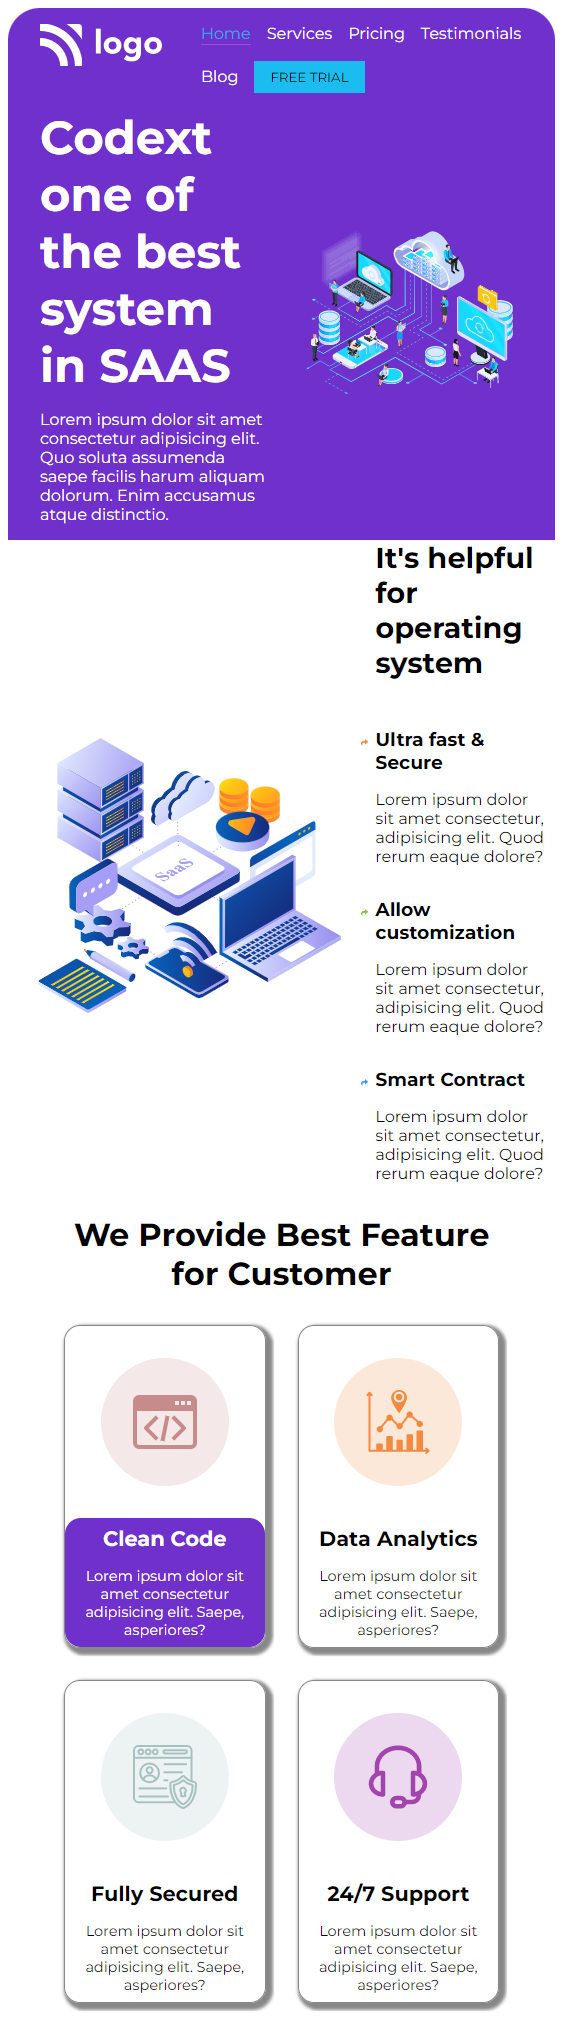 logo
Home Services Pricing Testimonials
Blog FREE TRIAL
Codext
one of
the best
system
in SAAS
Lorem ipsum dolor sit amet
consectetur adipisicing elit.
Quo soluta assumenda
saepe facilis harum aliquam
dolorum. Enim accusamus
atque distinctio.
It's helpful
for
operating
system
SaaS
Ultra fast &
Secure
Lorem ipsum dolor
sit amet consectetur,
adipisicing elit. Quod
rerum eaque dolore?
Allow
customization
Lorem ipsum dolor
sit amet consectetur,
adipisicing elit. Quod
rerum eaque dolore?
Smart Contract
Lorem ipsum dolor
sit amet consectetur,
adipisicing elit. Quod
rerum eaque dolore?
We Provide Best Feature
for Customer
Clean Code
Lorem ipsum dolor sit
amet consectetur
adipisicing elit. Saepe,
asperiores?
Data Analytics
Lorem ipsum dolor sit
amet consectetur
adipisicing elit. Saepe,
asperiores?
Fully Secured
Lorem ipsum dolor sit
amet consectetur
adipisicing elit. Saepe,
asperiores?
24/7 Support
Lorem ipsum dolor sit
amet consectetur
adipisicing elit. Saepe,
asperiores?